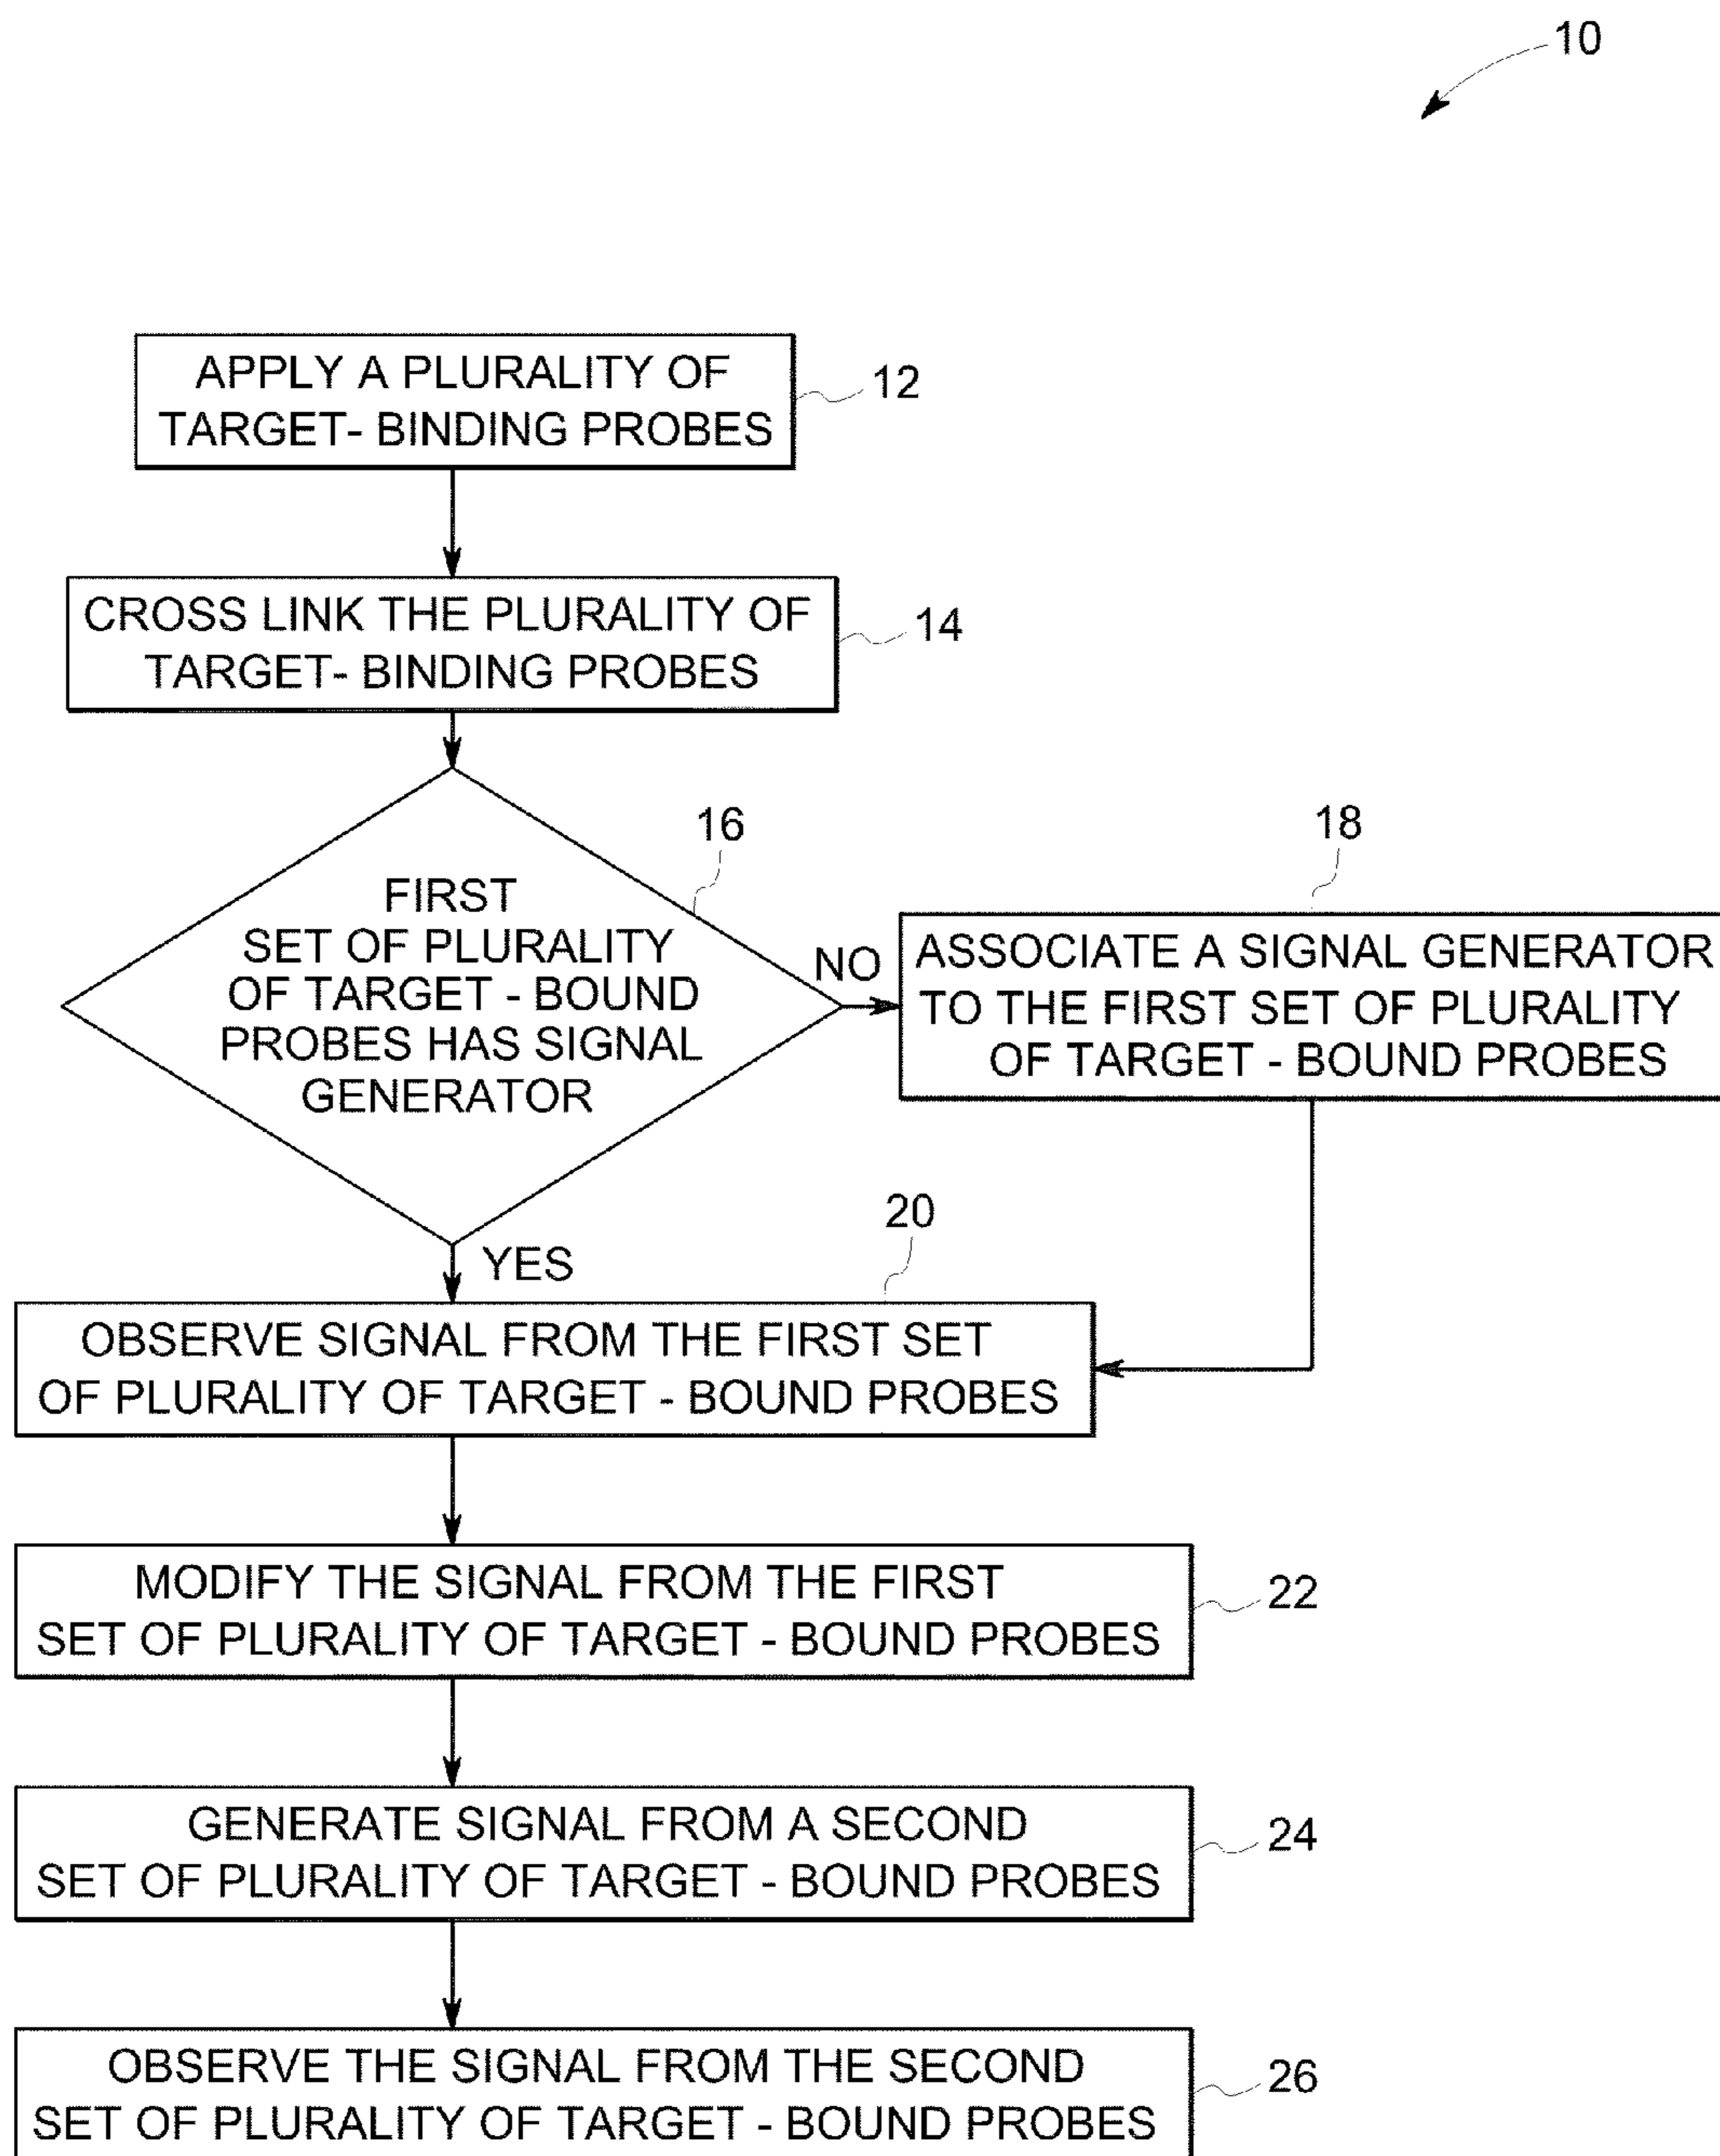 10
APPLY A PLURALITY OF
TARGET- BINDING PROBES
12
CROSS LINK THE PLURALITY OF
TARGET- BINDING PROBES
14
FIRST
SET OF PLURALITY
OF TARGET - BOUND
PROBES HAS SIGNAL
GENERATOR
16
NO
18
ASSOCIATE A SIGNAL GENERATOR
TO THE FIRST SET OF PLURALITY
OF TARGET - BOUND PROBES
YES
20
OBSERVE SIGNAL FROM THE FIRST SET
OF PLURALITY OF TARGET - BOUND PROBES
MODIFY THE SIGNAL FROM THE FIRST
SET OF PLURALITY OF TARGET - BOUND PROBES
22
GENERATE SIGNAL FROM A SECOND
SET OF PLURALITY OF TARGET - BOUND PROBES
24
OBSERVE THE SIGNAL FROM THE SECOND
SET OF PLURALITY OF TARGET - BOUND PROBES
26